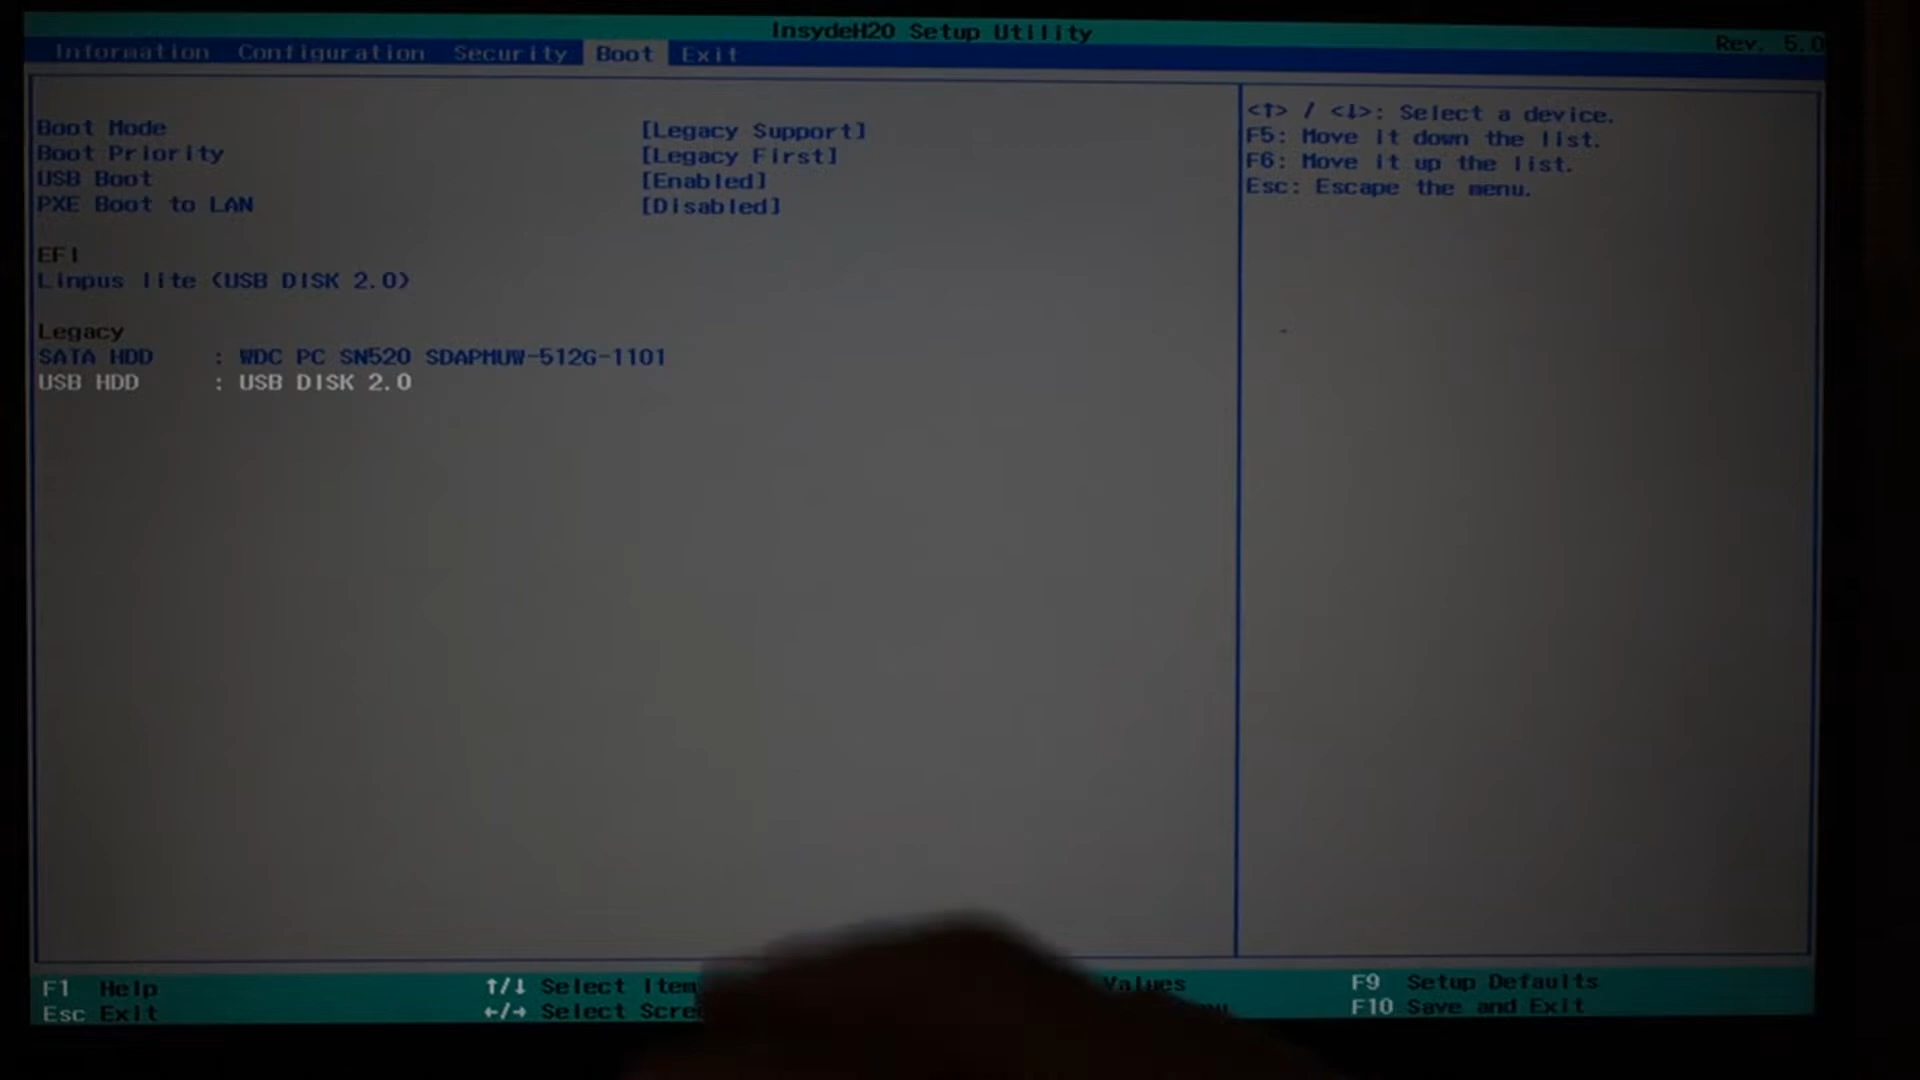 InsydeH20 Setup Utility
Rev. 5.0
Information Configuration Security Boot Exit
Boot Mode [Legacy Support]
Boot Priority [Legacy First]
USB Boot [Enabled]
PXE Boot to LAN [Disabled]
EFI
Linpus lite (USB DISK 2.0)
Legacy
SATA HDD : WDC PC SN520 SDAPMUW-512G-1101
USB HDD : USB DISK 2.0
<↑> / <↓>: Select a device.
F5: Move it down the list.
F6: Move it up the list.
Esc: Escape the menu.
F1 Help ↑/↓ Select Item Values F9 Setup Defaults
Esc Exit ←/→ Select F10 Save and Exit